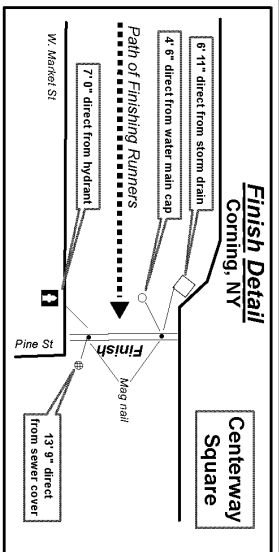 Finish Detail
Corning, NY
Centerway
Square
6' 11" direct from storm drain
4' 6" direct from water main cap
Path of Finishing Runners
7' 0" direct from hydrant
W. Market St
Finish
Mag nail
Pine St
13' 9" direct
from sewer cover